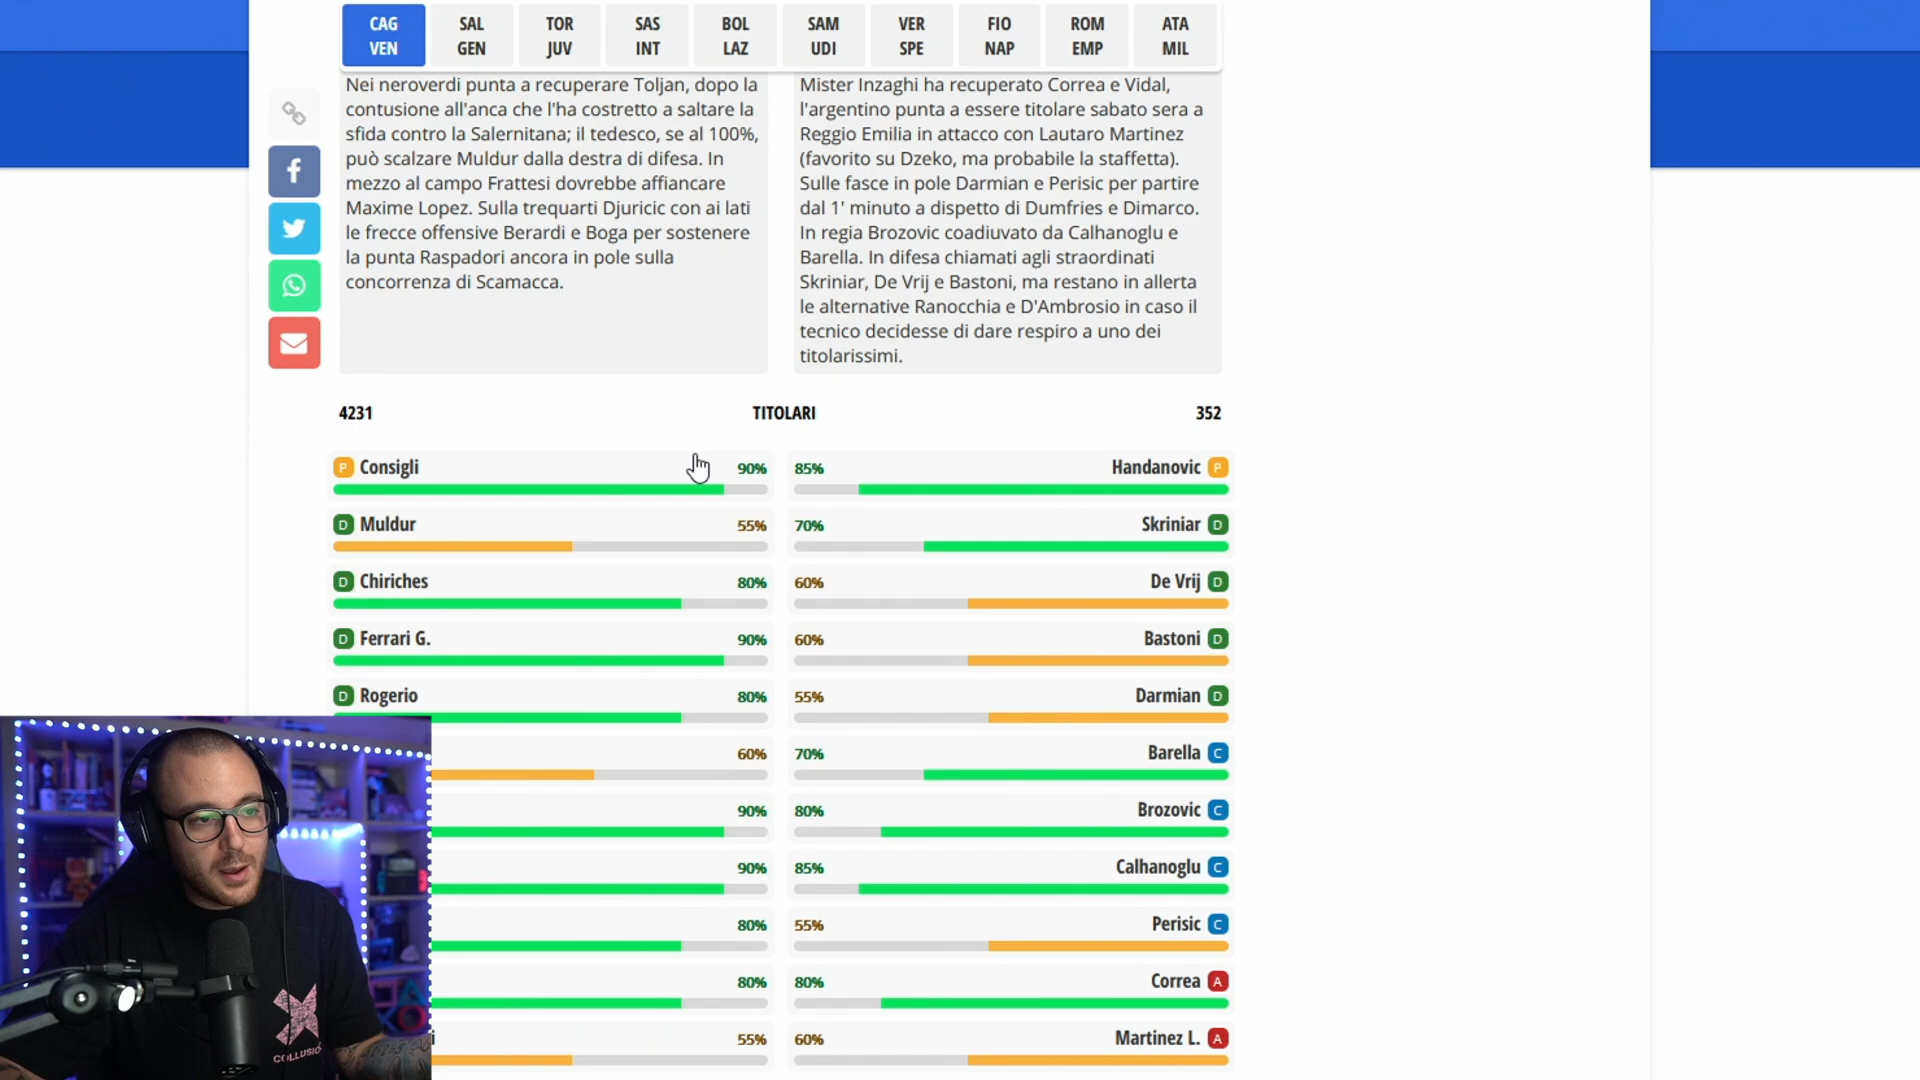 CAG SAL TOR SAS BOL SAM VER FIO ROM ATA
VEN GEN JUV INT LAZ UDI SPE NAP EMP MIL
Nei neroverdi punta a recuperare Toljan, dopo la
contusione all'anca che l'ha costretto a saltare la
sfida contro la Salernitana; il tedesco, se al 100%,
può scalzare Muldur dalla destra di difesa. In
mezzo al campo Frattesi dovrebbe affiancare
Maxime Lopez. Sulla trequarti Djuricic con ai lati
le frecce offensive Berardi e Boga per sostenere
la punta Raspadori ancora in pole sulla
concorrenza di Scamacca.
Mister Inzaghi ha recuperato Correa e Vidal,
l'argentino punta a essere titolare sabato sera a
Reggio Emilia in attacco con Lautaro Martinez
(favorito su Dzeko, ma probabile la staffetta).
Sulle fasce in pole Darmian e Perisic per partire
dal 1' minuto a dispetto di Dumfries e Dimarco.
In regia Brozovic coadiuvato da Calhanoglu e
Barella. In difesa chiamati agli straordinati
Skriniar, De Vrij e Bastoni, ma restano in allerta
le alternative Ranocchia e D'Ambrosio in caso il
tecnico decidesse di dare respiro a uno dei
titolarissimi.
4231 TITOLARI 352
P Consigli 90% 85% Handanovic P
D Muldur 55% 70% Skriniar D
D Chiriches 80% 60% De Vrij D
D Ferrari G. 90% 60% Bastoni D
D Rogerio 80% 55% Darmian D
60% 70% Barella C
90% 80% Brozovic C
90% 85% Calhanoglu C
80% 55% Perisic C
80% 80% Correa A
i 55% 60% Martinez L. A
COLLUSIO